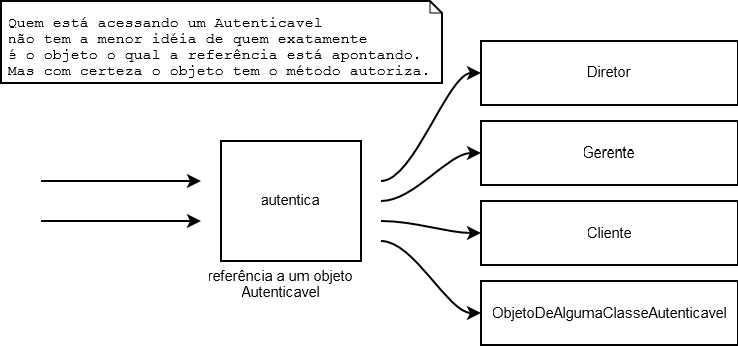 Quem está acessando um Autenticavel
não tem a menor idéia de quem exatamente
é o objeto o qual a referência está apontando.
Mas com certeza o objeto tem o método autoriza.
Diretor
Gerente
autentica
Cliente
referência a um objeto
Autenticavel
ObjetoDeAlgumaClasseAutenticavel